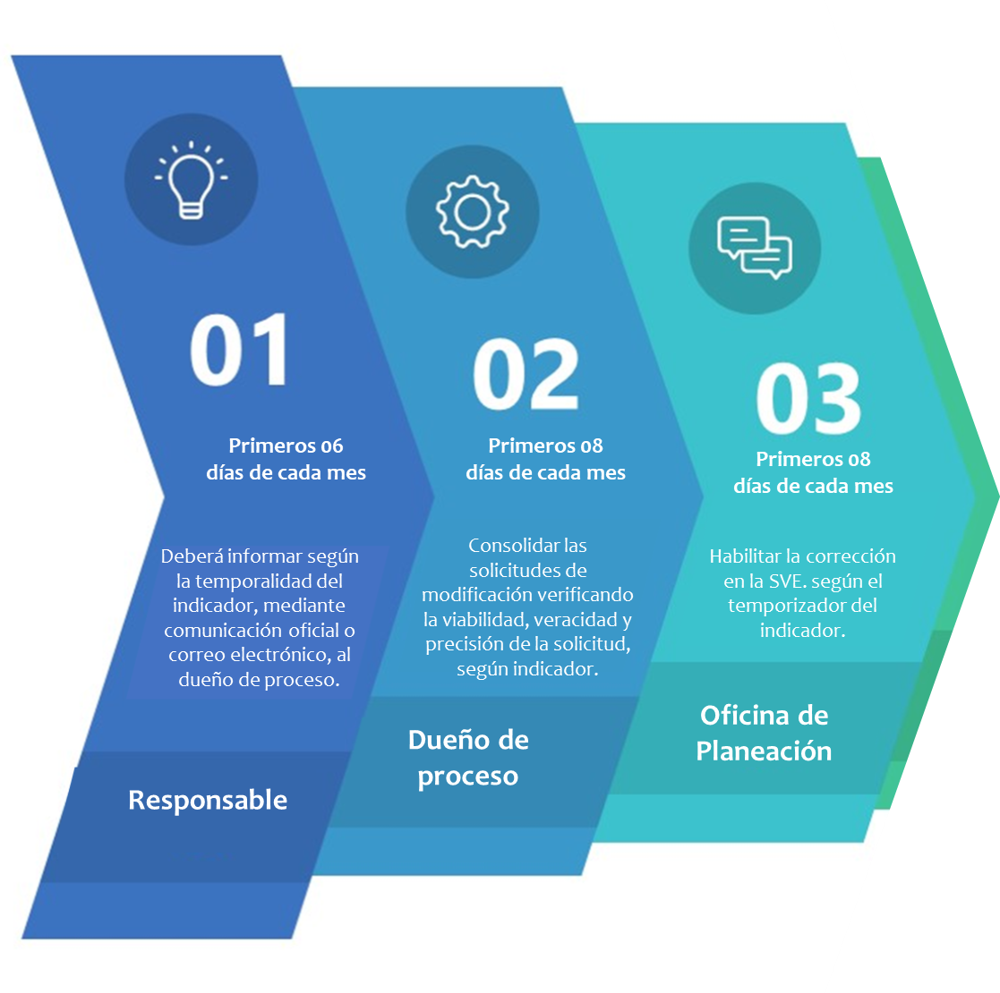 01
Primeros 06
días de cada mes
Deberá informar según
la temporalidad del
indicador, mediante
comunicación oficial o
correo electrónico, al
dueño de proceso.
Responsable
02
Primeros 08
días de cada mes
Consolidar las
solicitudes de
modificación verificando
la viabilidad, veracidad y
precisión de la solicitud,
según indicador.
Dueño de
proceso
03
Primeros 08
días de cada mes
Habilitar la corrección
en la SVE. según el
temporizador del
indicador.
Oficina de
Planeación